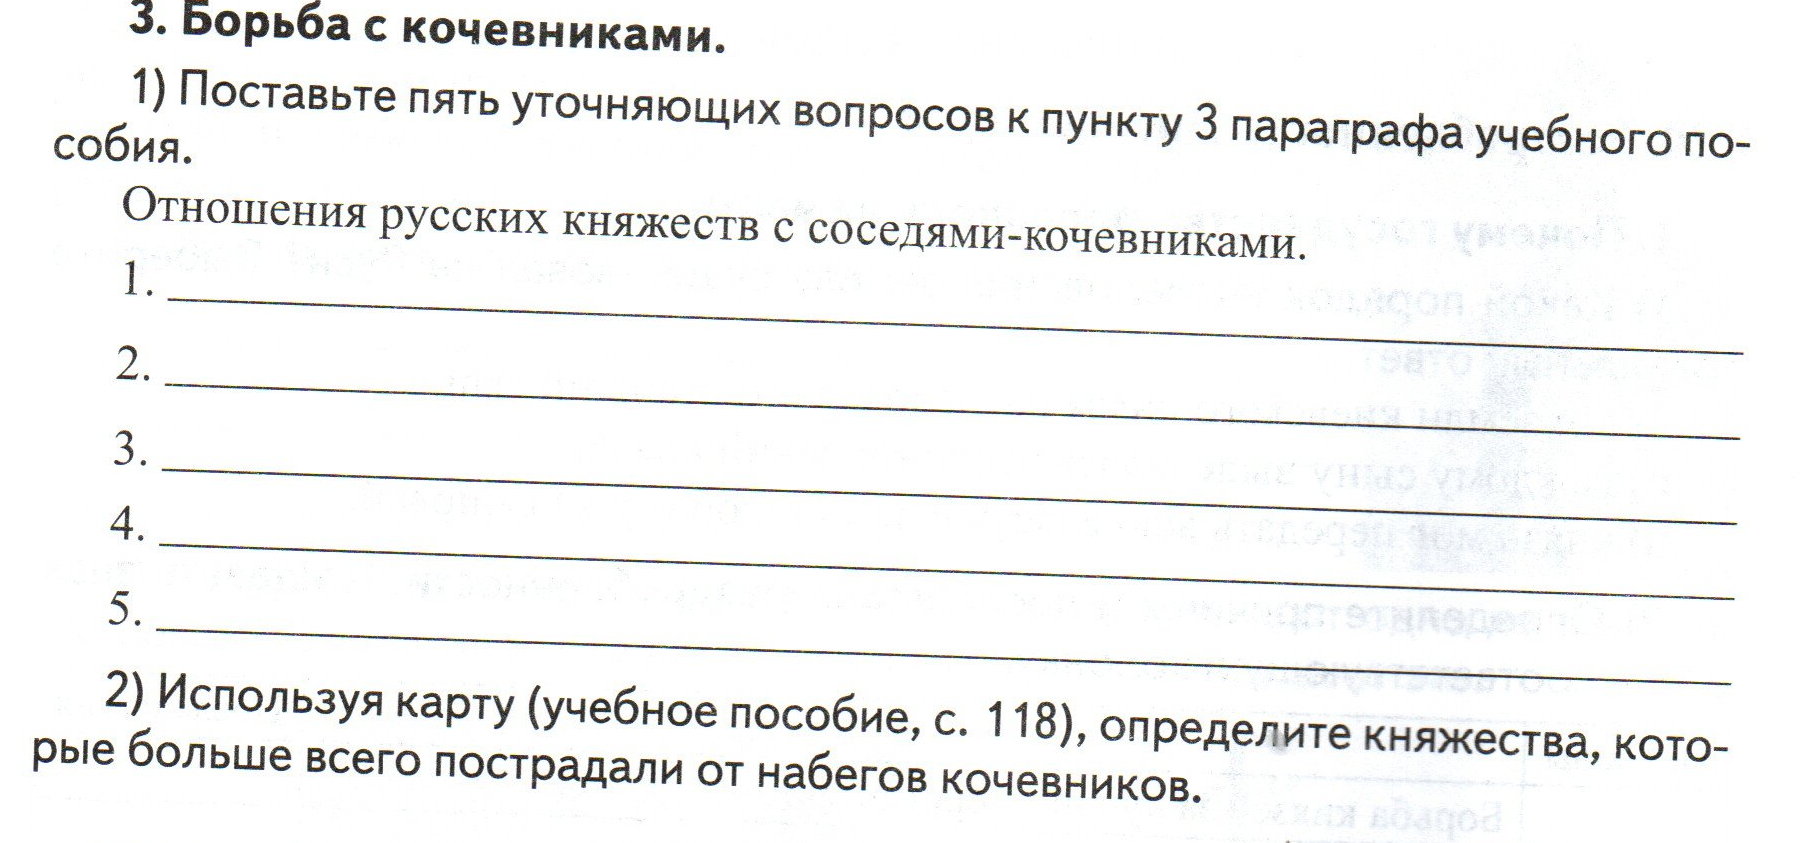 3. Борьба с кочевниками.
1) Поставьте пять уточняющих вопросов к пункту 3 параграфа учебного по-
собия.
Отношения русских княжеств с соседями-кочевниками.
1.
2.
3.
4.
5.
2) Используя карту (учебное пособие, с. 118), определите княжества, кото-
рые больше всего пострадали от набегов кочевников.